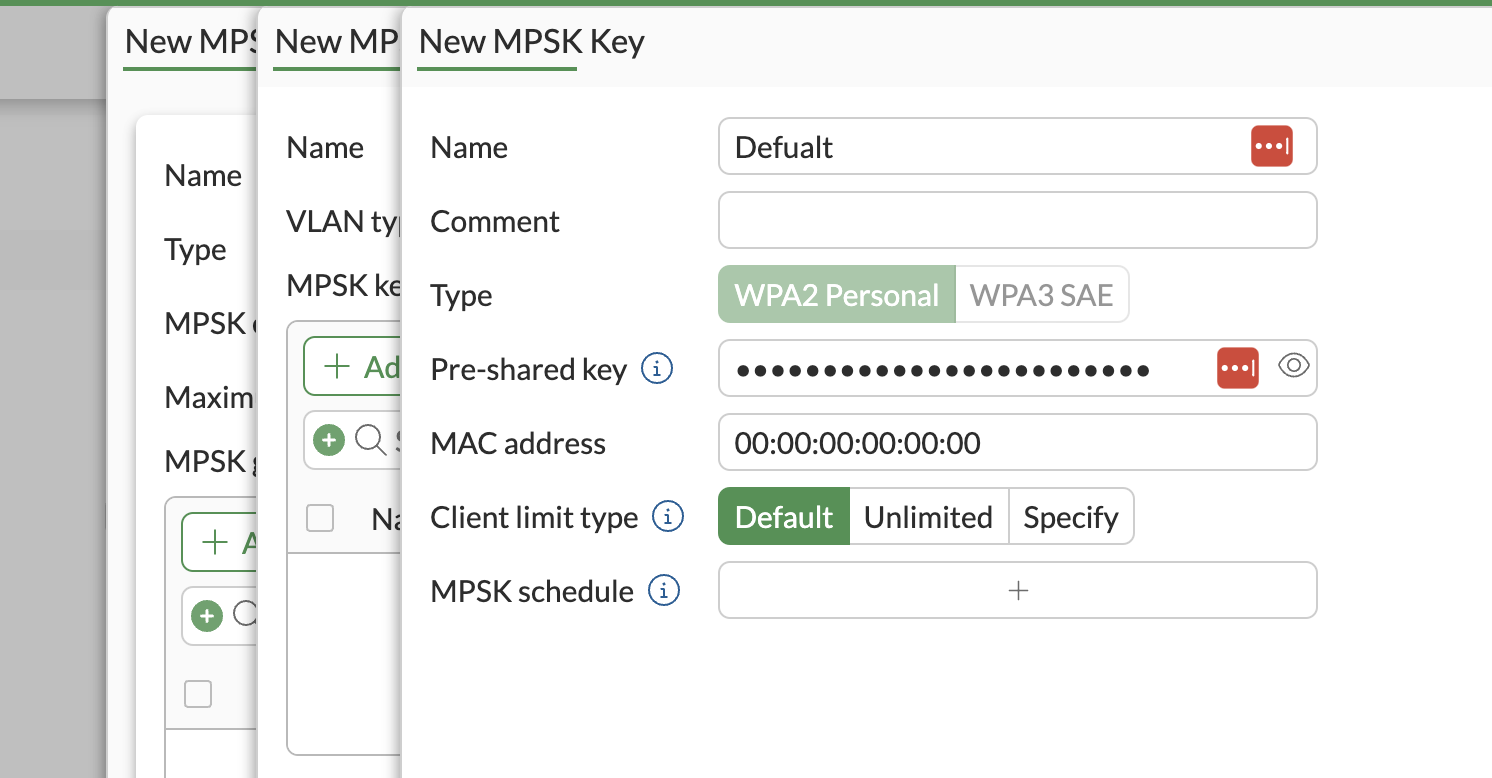 New MPS
New MP
New MPSK Key
Name
Type
MPSK
Maxim
MPSK
Name
VLAN typ
MPSK ke
Ad
Na
Name
Defualt
Comment
Type
WPA2 Personal
WPA3 SAE
Pre-shared key
MAC address
00:00:00:00:00:00
Client limit type
Default
Unlimited
Specify
MPSK schedule